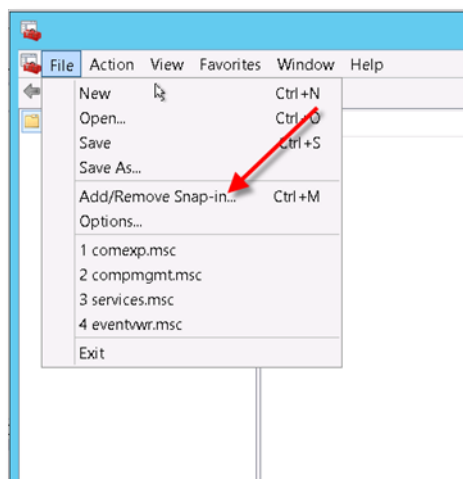 File Action View Favorites Window Help
New Ctrl+N
Open... Ctrl+O
Save Ctrl+S
Save As...
Add/Remove Snap-in... Ctrl+M
Options...
1 comexp.msc
2 compmgmt.msc
3 services.msc
4 eventvwr.msc
Exit